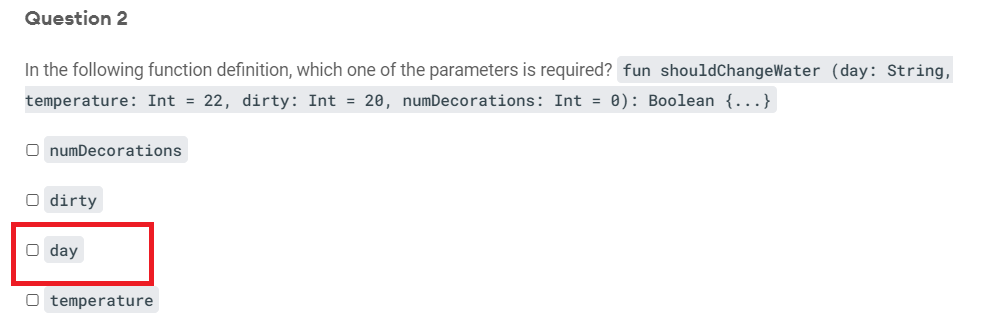 Question 2
In the following function definition, which one of the parameters is required? fun shouldChangeWater (day: String,
temperature: Int = 22, dirty: Int = 20, numDecorations: Int = 0): Boolean {...}
numDecorations
dirty
day
temperature